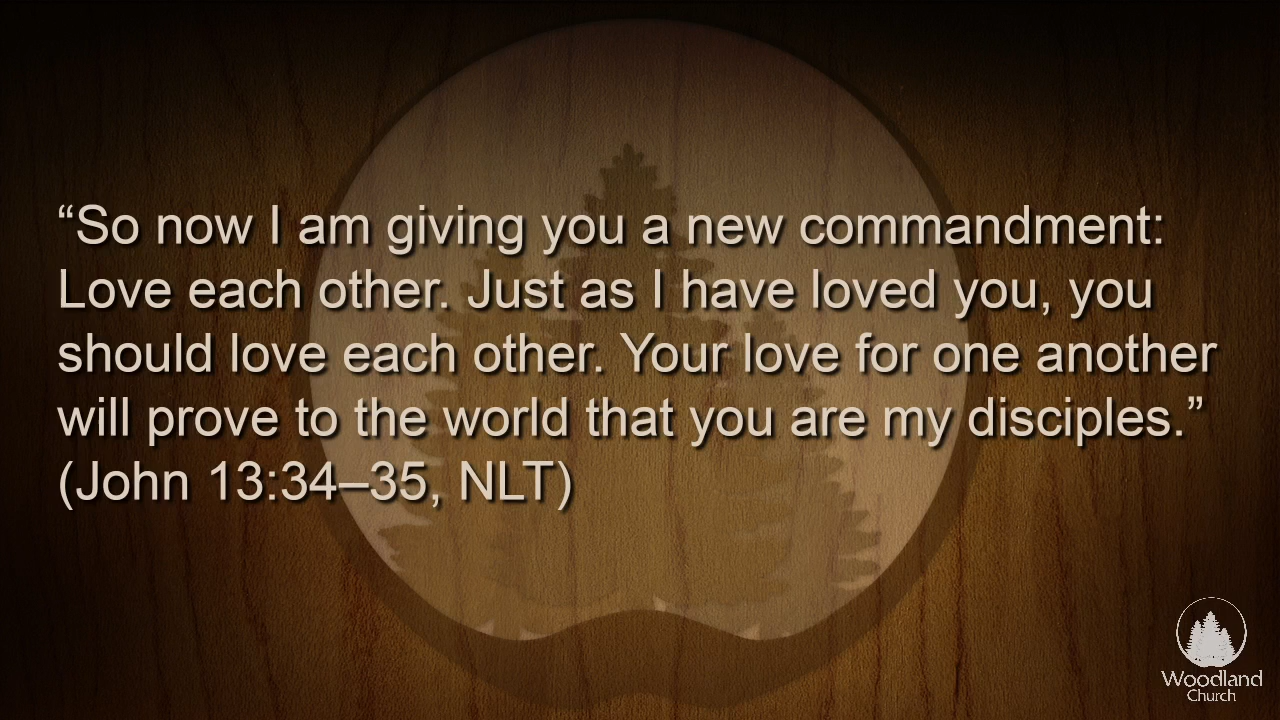 “So now I am giving you a new commandment:
Love each other. Just as I have loved you, you
should love each other. Your love for one another
will prove to the world that you are my disciples.”
(John 13:34–35, NLT)
Woodland
Church